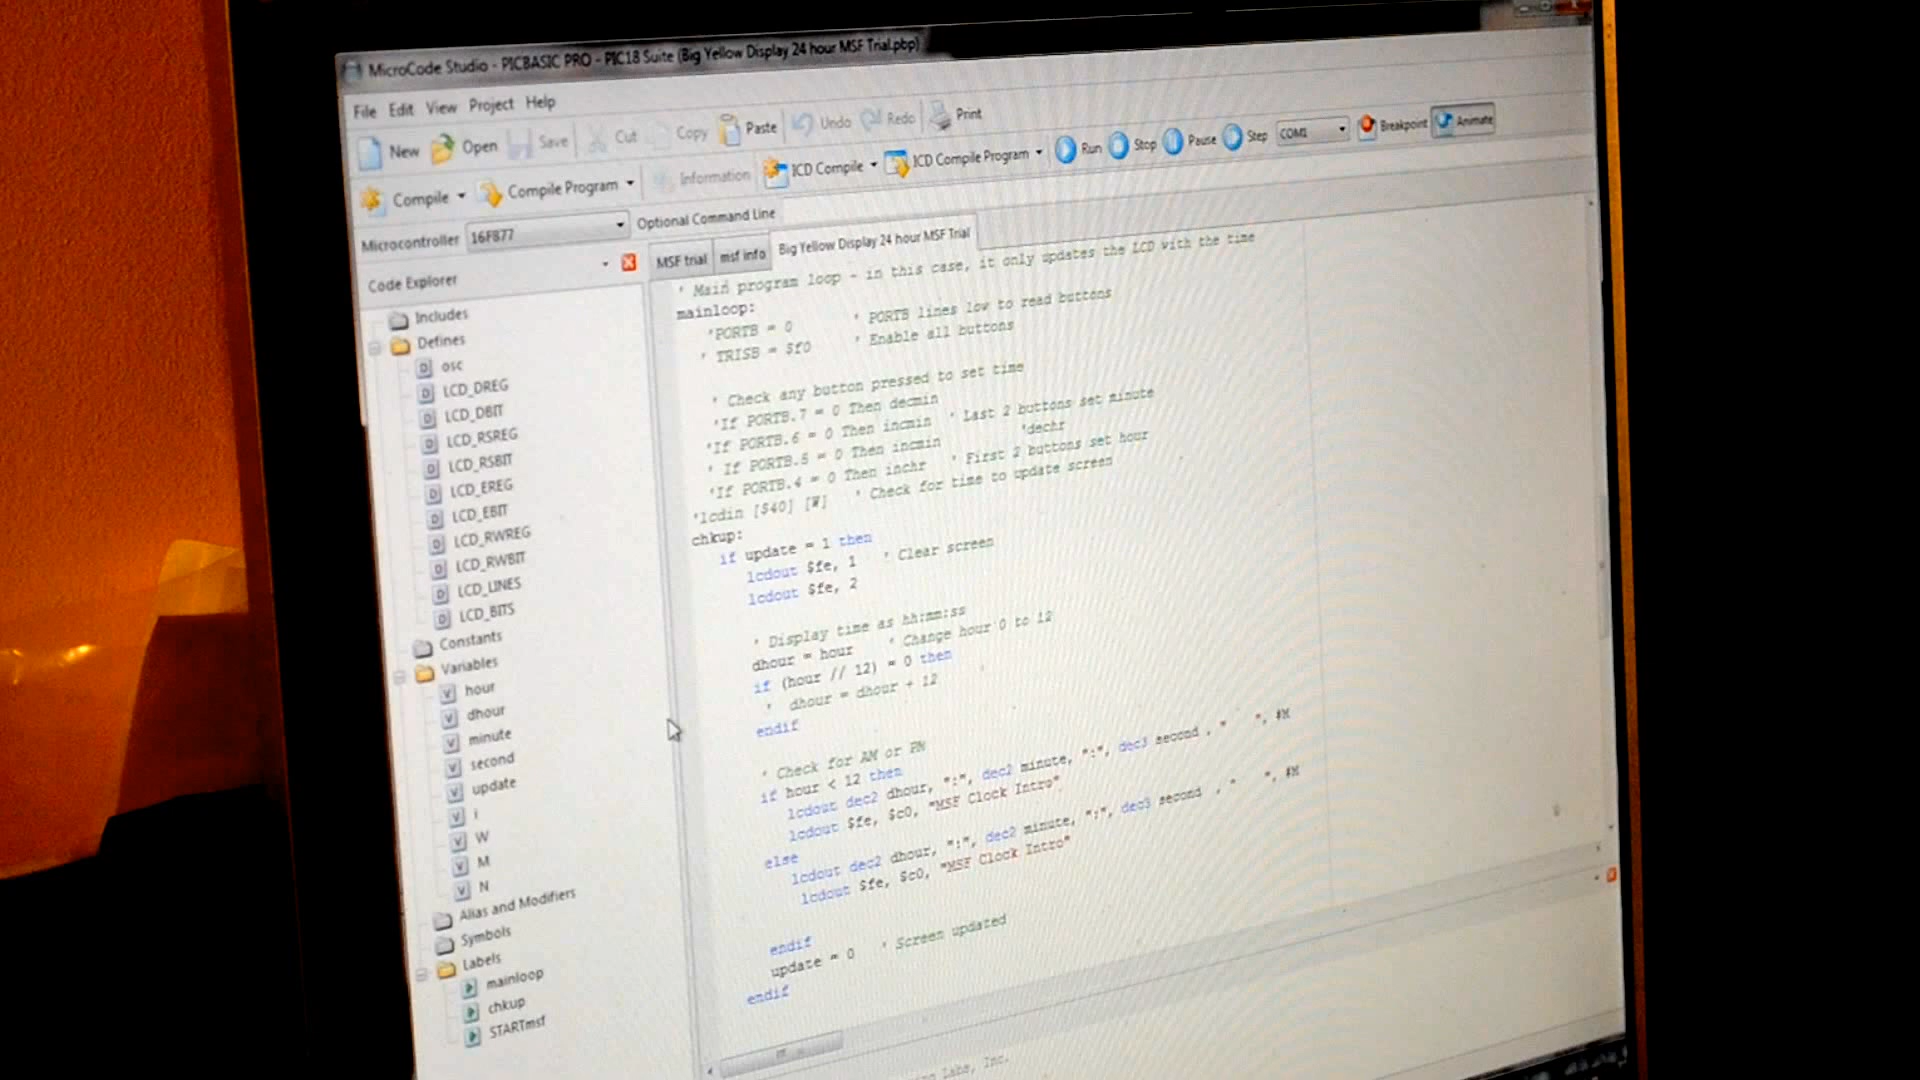 MicroCode Studio - PICBASIC PRO - PIC18 Suite (Big Yellow Display 24 hour MSF Trial.pbp)
File Edit View Project Help
New Open Save Cut Copy Paste Undo Redo Print
Compile Compile Program Information ICD Compile ICD Compile Program Run Stop Pause Step COM1 Breakpoint Animate
Microcontroller 16F877 Optional Command Line
Code Explorer
MSF trial msf info Big Yellow Display 24 hour MSF Trial
Includes
Defines
osc
LCD_DREG
LCD_DBIT
LCD_RSREG
LCD_RSBIT
LCD_EREG
LCD_EBIT
LCD_RWREG
LCD_RWBIT
LCD_LINES
LCD_BITS
Constants
Variables
hour
dhour
minute
second
update
i
W
M
N
Alias and Modifiers
Symbols
Labels
mainloop
chkup
STARTmsf
' Main program loop - in this case, it only updates the LCD with the time
mainloop:
'PORTB = 0 ' PORTB lines low to read buttons
' TRISB = $f0 ' Enable all buttons
' Check any button pressed to set time
'If PORTB.7 = 0 Then decmin
'If PORTB.6 = 0 Then incmin ' Last 2 buttons set minute
' If PORTB.5 = 0 Then incmin 'dechr
'If PORTB.4 = 0 Then inchr ' First 2 buttons set hour
'lcdin [$40] [W] ' Check for time to update screen
chkup:
if update = 1 then
lcdout $fe, 1 ' Clear screen
lcdout $fe, 2
' Display time as hh:mm:ss
dhour = hour ' Change hour 0 to 12
if (hour // 12) = 0 then
' dhour = dhour + 12
endif
' Check for AM or PM
if hour < 12 then
lcdout dec2 dhour, ":", dec2 minute, ":", dec3 second , " ", #M
lcdout $fe, $c0, "MSF Clock Intro"
else
lcdout dec2 dhour, ":", dec2 minute, ":", dec3 second , " ", #M
lcdout $fe, $c0, "MSF Clock Intro"
endif
update = 0 ' Screen updated
endif
Labs, Inc.